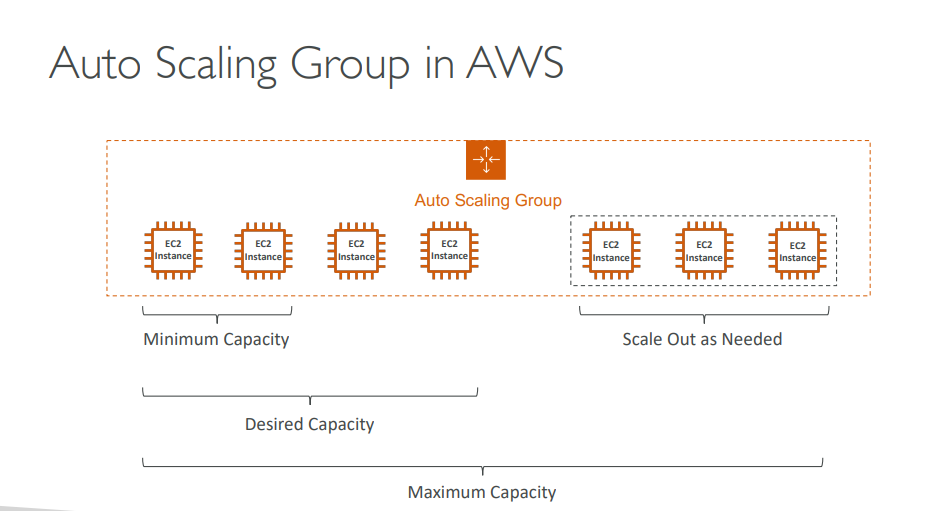 Auto Scaling Group in AWS
Auto Scaling Group
EC2
Instance
EC2
Instance
EC2
Instance
EC2
Instance
EC2
Instance
EC2
Instance
EC2
Instance
Minimum Capacity
Scale Out as Needed
Desired Capacity
Maximum Capacity